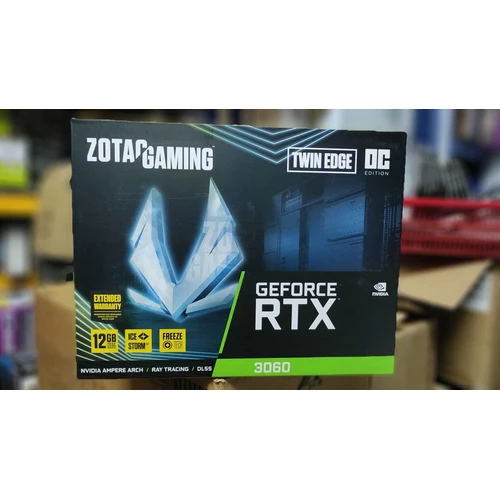 ZOTAC GAMING
TWIN EDGE
OC
EDITION
EXTENDED
WARRANTY
12GB
ICE STORM
FREEZE
TECH
GEFORCE
RTX
NVIDIA
3060
NVIDIA AMPERE ARCH / RAY TRACING / DLSS